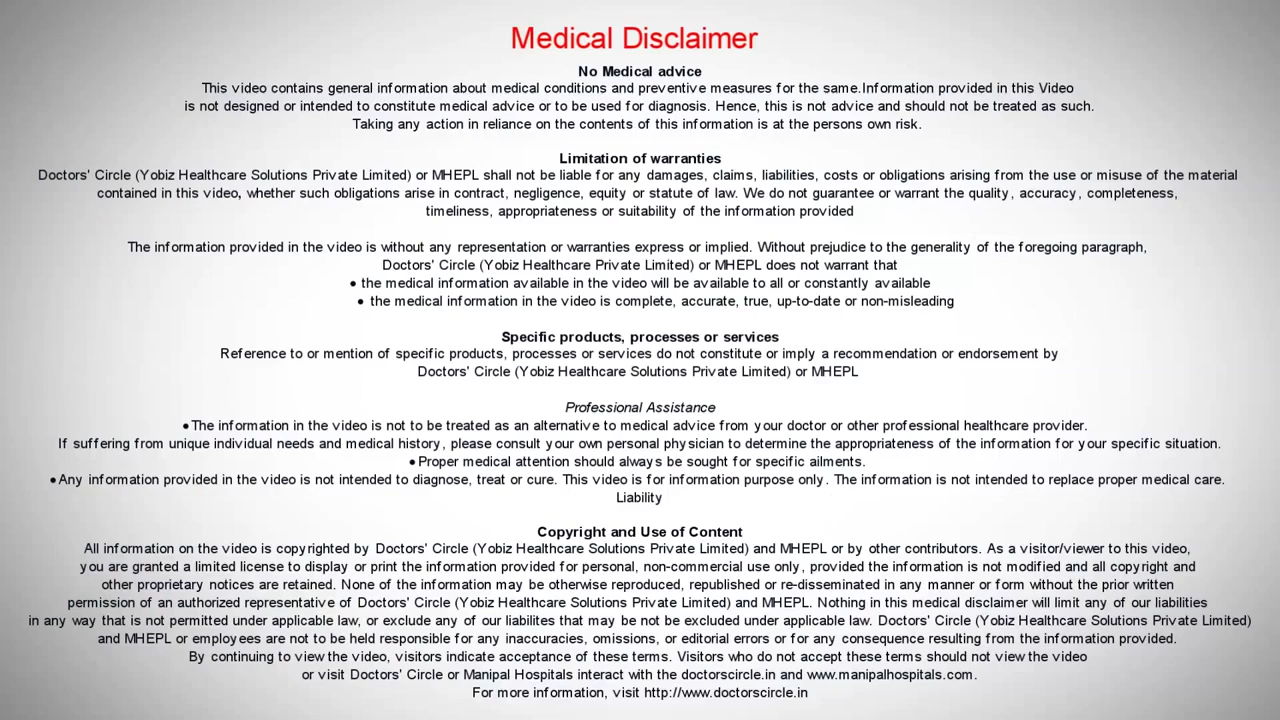 Medical Disclaimer
No Medical advice
This video contains general information about medical conditions and preventive measures for the same.Information provided in this Video
is not designed or intended to constitute medical advice or to be used for diagnosis. Hence, this is not advice and should not be treated as such.
Taking any action in reliance on the contents of this information is at the persons own risk.
Limitation of warranties
Doctors' Circle (Yobiz Healthcare Solutions Private Limited) or MHEPL shall not be liable for any damages, claims, liabilities, costs or obligations arising from the use or misuse of the material
contained in this video, whether such obligations arise in contract, negligence, equity or statute of law. We do not guarantee or warrant the quality, accuracy, completeness,
timeliness, appropriateness or suitability of the information provided
The information provided in the video is without any representation or warranties express or implied. Without prejudice to the generality of the foregoing paragraph,
Doctors' Circle (Yobiz Healthcare Private Limited) or MHEPL does not warrant that
• the medical information available in the video will be available to all or constantly available
• the medical information in the video is complete, accurate, true, up-to-date or non-misleading
Specific products, processes or services
Reference to or mention of specific products, processes or services do not constitute or imply a recommendation or endorsement by
Doctors' Circle (Yobiz Healthcare Solutions Private Limited) or MHEPL
Professional Assistance
•The information in the video is not to be treated as an alternative to medical advice from your doctor or other professional healthcare provider.
If suffering from unique individual needs and medical history, please consult your own personal physician to determine the appropriateness of the information for your specific situation.
•Proper medical attention should always be sought for specific ailments.
•Any information provided in the video is not intended to diagnose, treat or cure. This video is for information purpose only. The information is not intended to replace proper medical care.
Liability
Copyright and Use of Content
All information on the video is copyrighted by Doctors' Circle (Yobiz Healthcare Solutions Private Limited) and MHEPL or by other contributors. As a visitor/viewer to this video,
you are granted a limited license to display or print the information provided for personal, non-commercial use only, provided the information is not modified and all copyright and
other proprietary notices are retained. None of the information may be otherwise reproduced, republished or re-disseminated in any manner or form without the prior written
permission of an authorized representative of Doctors' Circle (Yobiz Healthcare Solutions Private Limited) and MHEPL. Nothing in this medical disclaimer will limit any of our liabilities
in any way that is not permitted under applicable law, or exclude any of our liabilites that may be not be excluded under applicable law. Doctors' Circle (Yobiz Healthcare Solutions Private Limited)
and MHEPL or employees are not to be held responsible for any inaccuracies, omissions, or editorial errors or for any consequence resulting from the information provided.
By continuing to view the video, visitors indicate acceptance of these terms. Visitors who do not accept these terms should not view the video
or visit Doctors' Circle or Manipal Hospitals interact with the doctorscircle.in and www.manipalhospitals.com.
For more information, visit http://www.doctorscircle.in